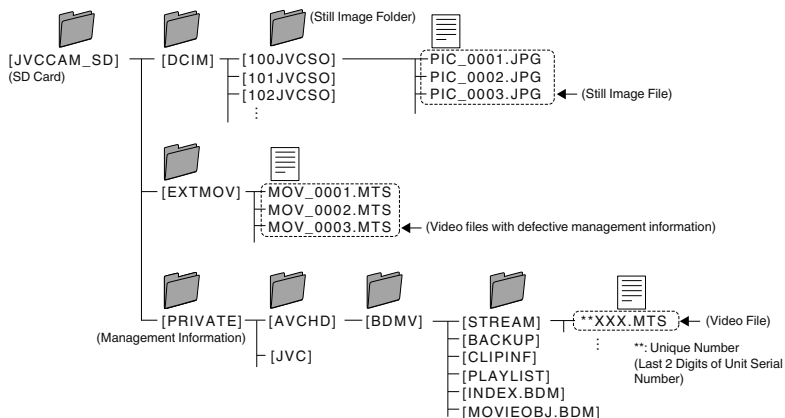 (Still Image Folder)
[JVCCAM_SD]
(SD Card)
[DCIM]
[100JVCSO]
[101JVCSO]
[102JVCSO]
PIC_0001.JPG
PIC_0002.JPG
PIC_0003.JPG
(Still Image File)
[EXTMOV]
MOV_0001.MTS
MOV_0002.MTS
MOV_0003.MTS
(Video files with defective management information)
[PRIVATE]
(Management Information)
[AVCHD]
[JVC]
[BDMV]
[STREAM]
[BACKUP]
[CLIPINF]
[PLAYLIST]
[INDEX.BDM]
[MOVIEOBJ.BDM]
**XXX.MTS
(Video File)
**: Unique Number
(Last 2 Digits of Unit Serial
Number)